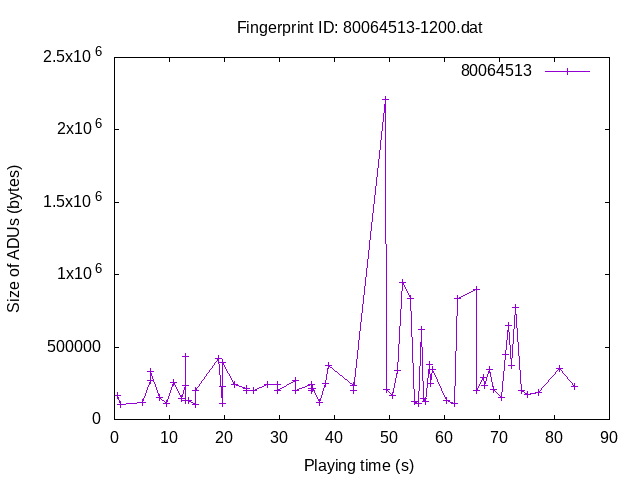 Fingerprint ID: 80064513-1200.dat
80064513
Size of ADUs (bytes)
2.5x10^6
2x10^6
1.5x10^6
1x10^6
500000
0
0 10 20 30 40 50 60 70 80 90
Playing time (s)